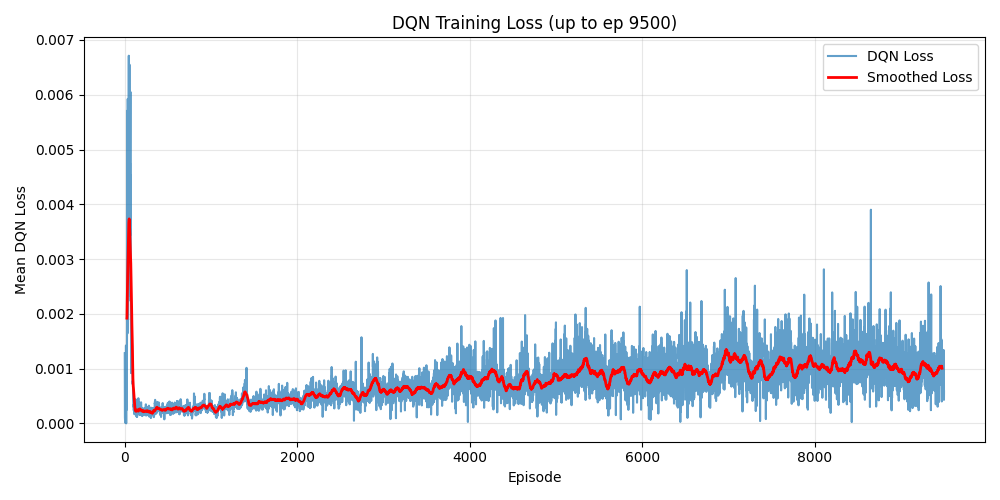 DQN Training Loss (up to ep 9500)
DQN Loss
Smoothed Loss
Mean DQN Loss
0.007
0.006
0.005
0.004
0.003
0.002
0.001
0.000
0 2000 4000 6000 8000
Episode